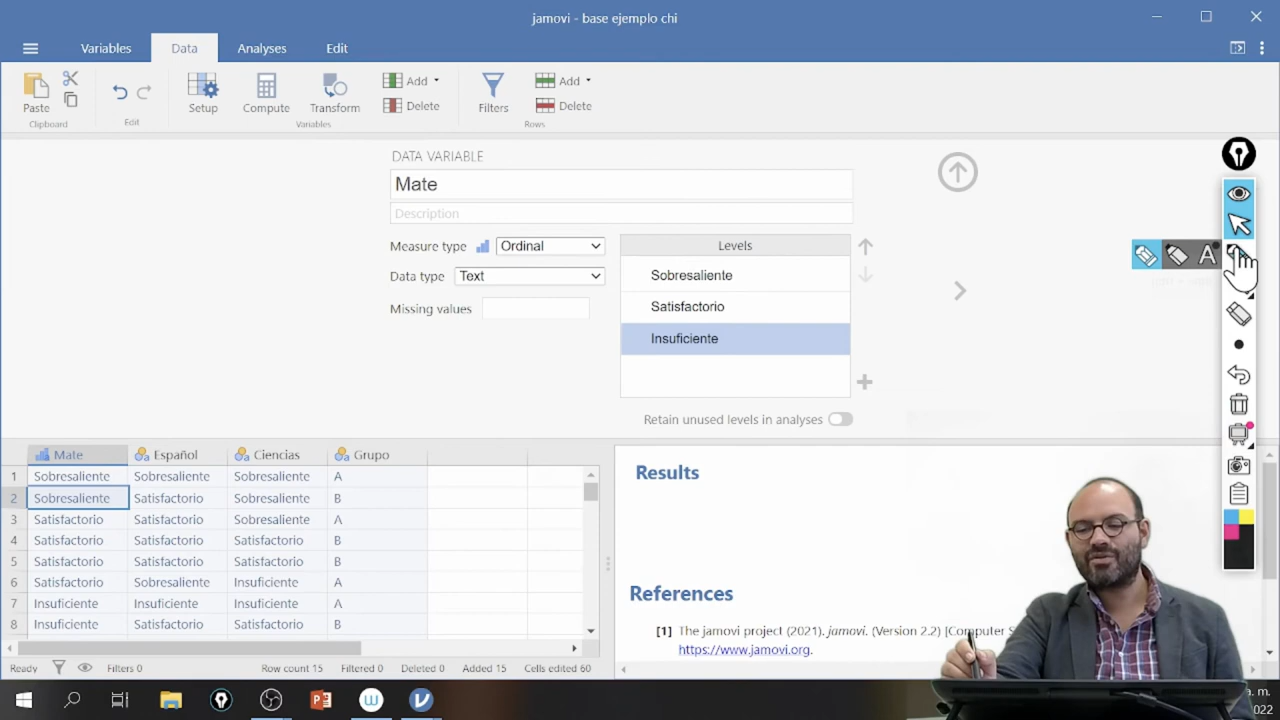 jamovi - base ejemplo chi
Variables Data Analyses Edit
Paste Setup Compute Transform Add Delete Filters Add Delete
Clipboard Edit Variables Rows
DATA VARIABLE
Mate
Description
Measure type Ordinal
Data type Text
Missing values
Levels
Sobresaliente
Satisfactorio
Insuficiente
Retain unused levels in analyses
A
Mate Español Ciencias Grupo
1 Sobresaliente Sobresaliente Sobresaliente A
2 Sobresaliente Satisfactorio Sobresaliente B
3 Satisfactorio Satisfactorio Sobresaliente A
4 Satisfactorio Satisfactorio Satisfactorio B
5 Satisfactorio Satisfactorio Satisfactorio B
6 Satisfactorio Sobresaliente Insuficiente A
7 Insuficiente Insuficiente Insuficiente A
8 Insuficiente Satisfactorio Satisfactorio B
Results
References
[1] The jamovi project (2021). jamovi. (Version 2.2) [Computer S
https://www.jamovi.org.
Ready Filters 0 Row count 15 Filtered 0 Deleted 0 Added 15 Cells edited 60
. m.
022